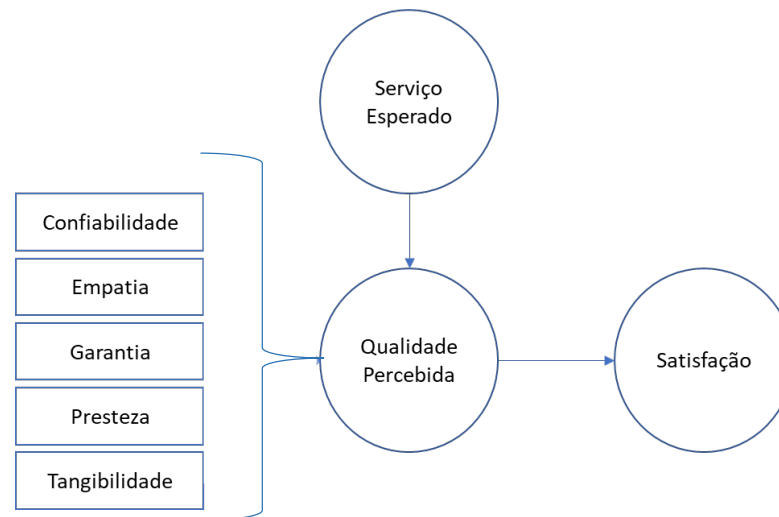 Serviço
Esperado
Confiabilidade
Empatia
Garantia
Presteza
Tangibilidade
Qualidade
Percebida
Satisfação